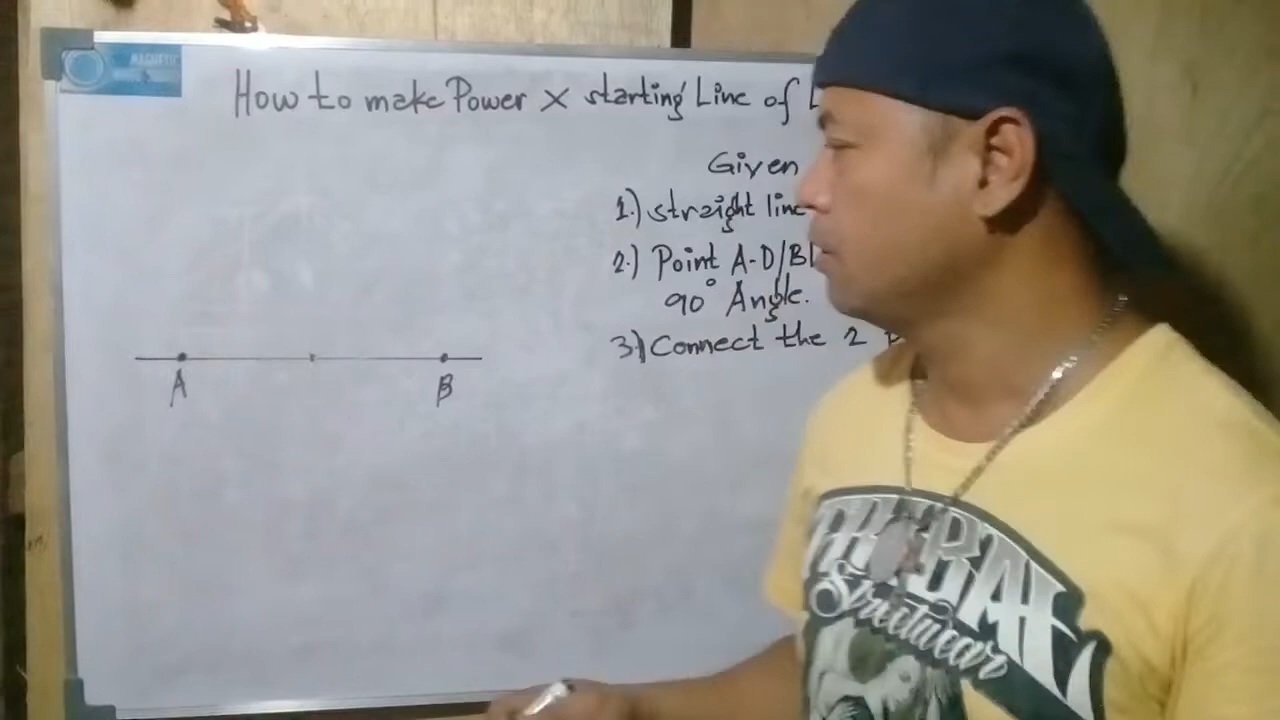 How to make Power × starting Line of
Given
1.) straight line
2.) Point A-D/B
90° Angle.
3.) Connect the 2
A
B
Streetwear